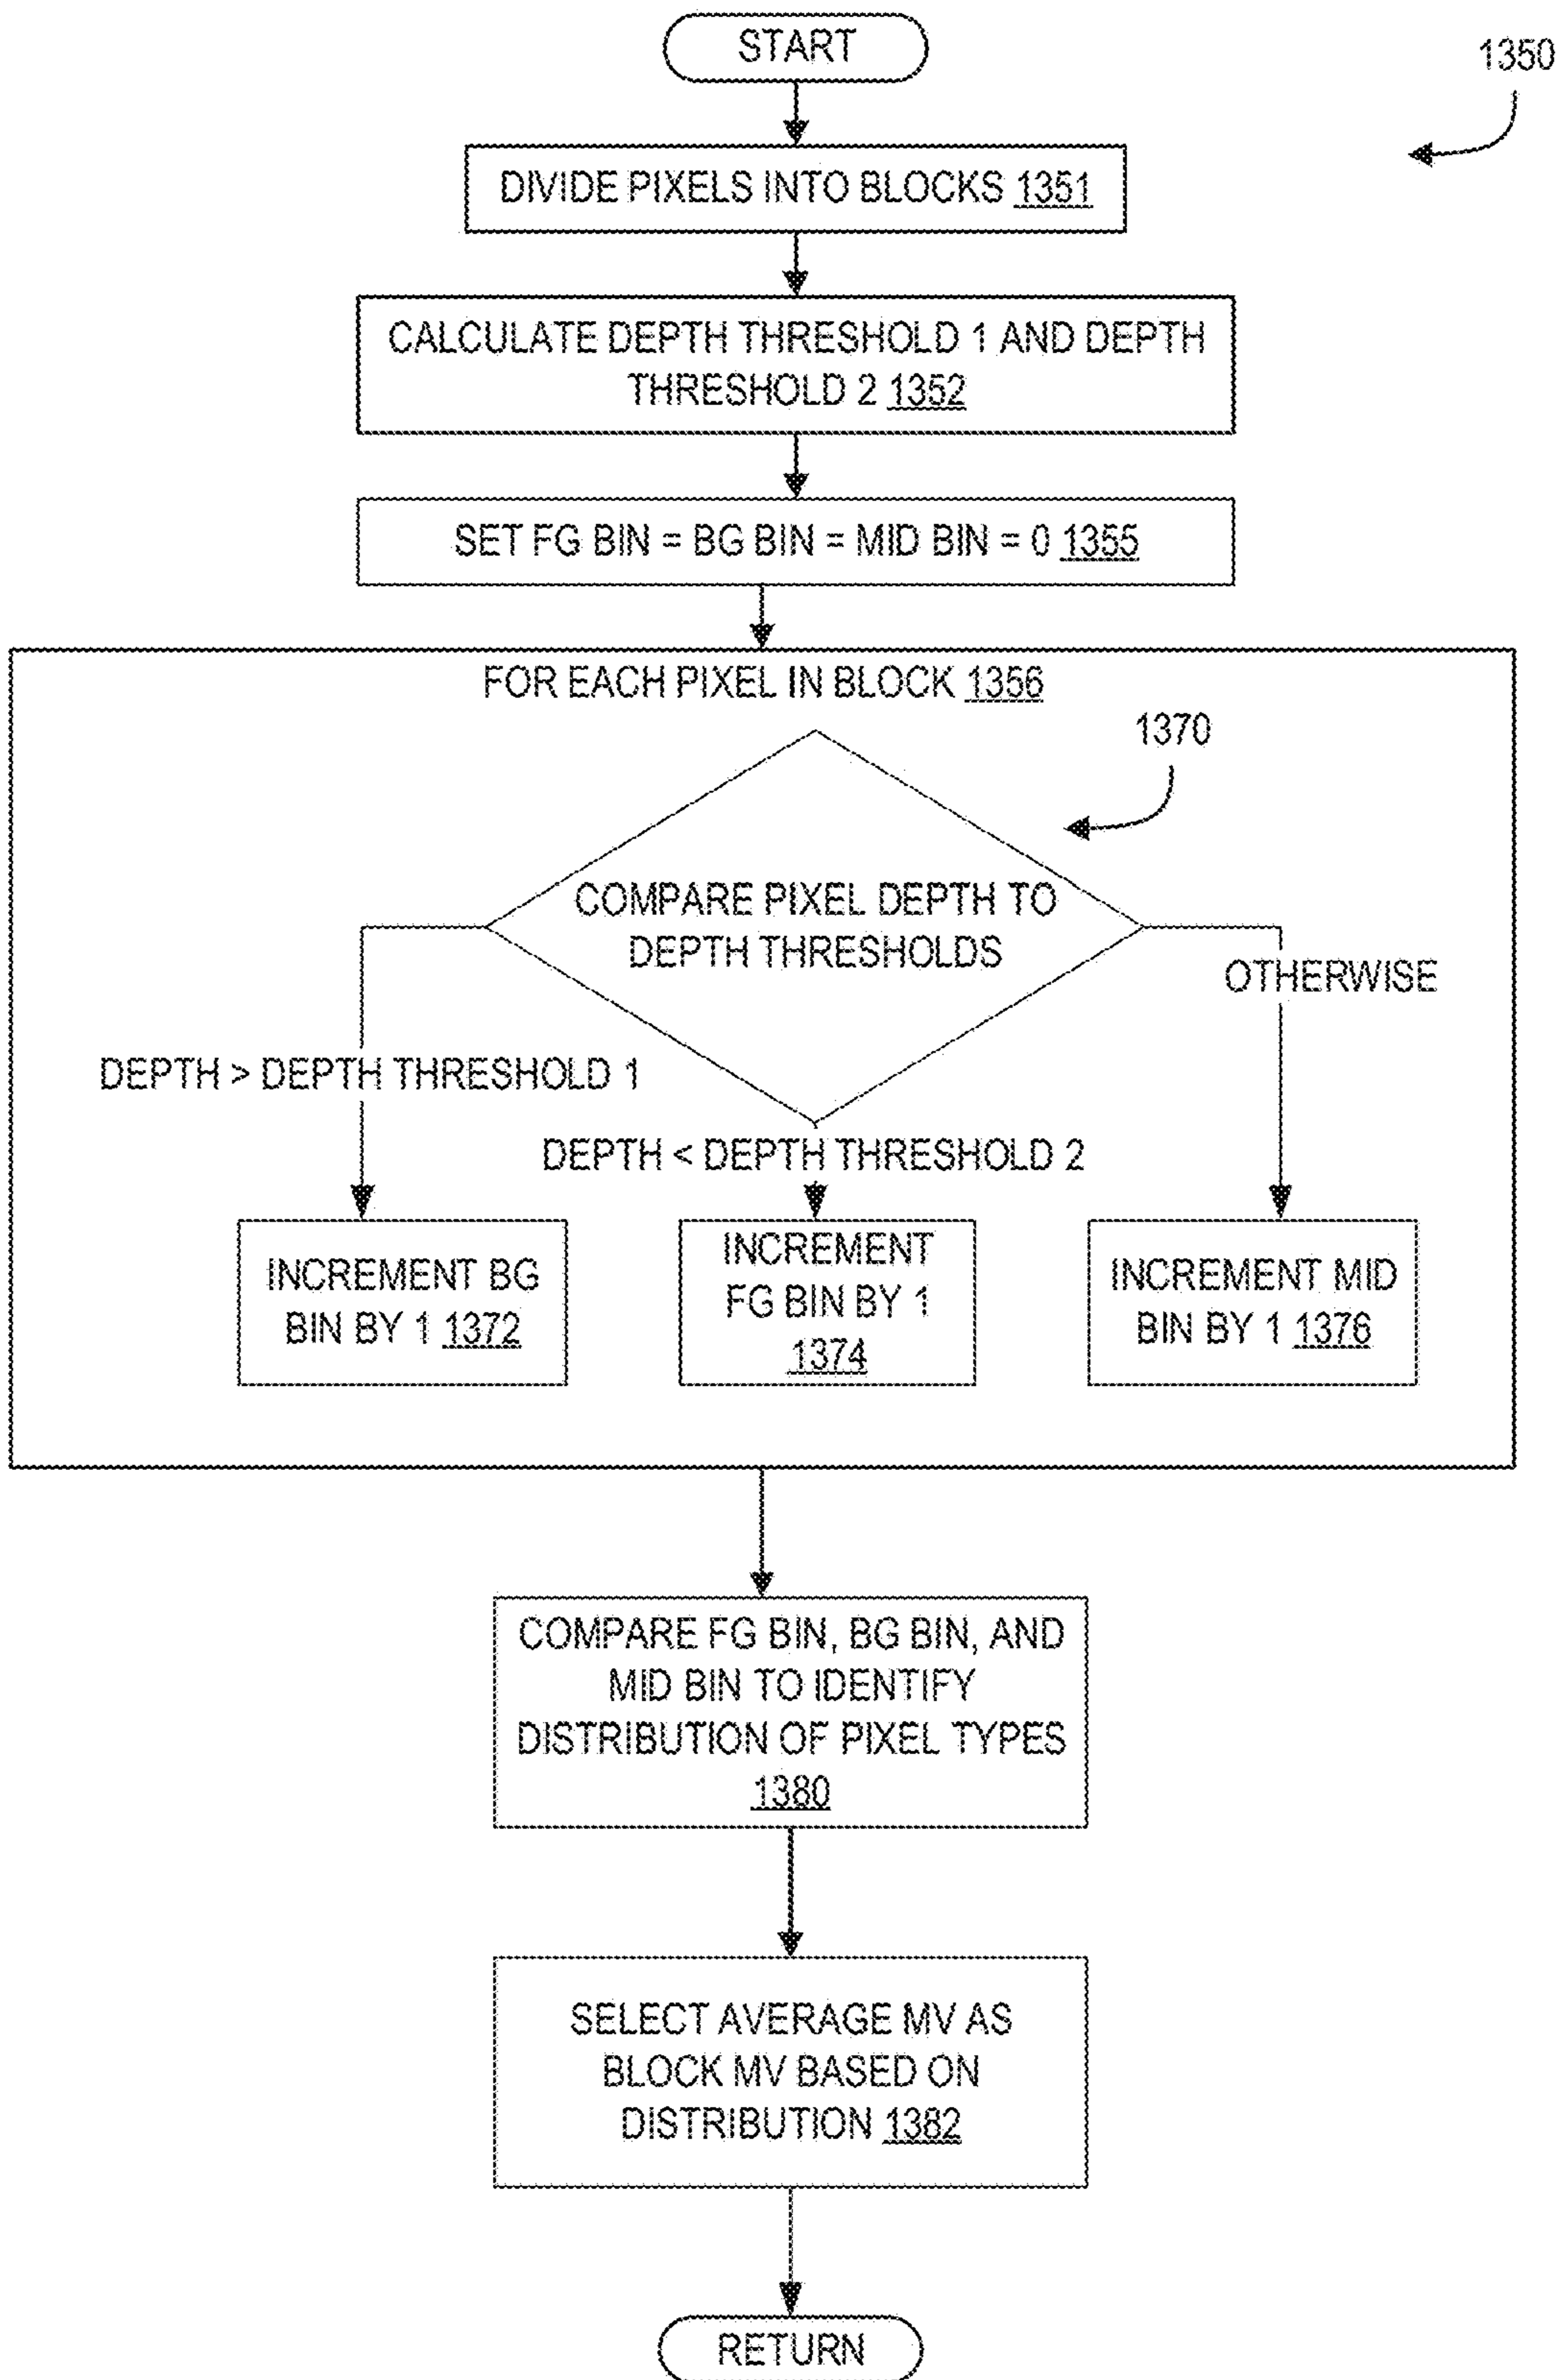 START
1350
DIVIDE PIXELS INTO BLOCKS 1351
CALCULATE DEPTH THRESHOLD 1 AND DEPTH
THRESHOLD 2 1352
SET FG BIN = BG BIN = MID BIN = 0 1355
FOR EACH PIXEL IN BLOCK 1356
1370
COMPARE PIXEL DEPTH TO
DEPTH THRESHOLDS
OTHERWISE
DEPTH > DEPTH THRESHOLD 1
DEPTH < DEPTH THRESHOLD 2
INCREMENT BG
BIN BY 1 1372
INCREMENT
FG BIN BY 1
1374
INCREMENT MID
BIN BY 1 1376
COMPARE FG BIN, BG BIN, AND
MID BIN TO IDENTIFY
DISTRIBUTION OF PIXEL TYPES
1380
SELECT AVERAGE MV AS
BLOCK MV BASED ON
DISTRIBUTION 1382
RETURN